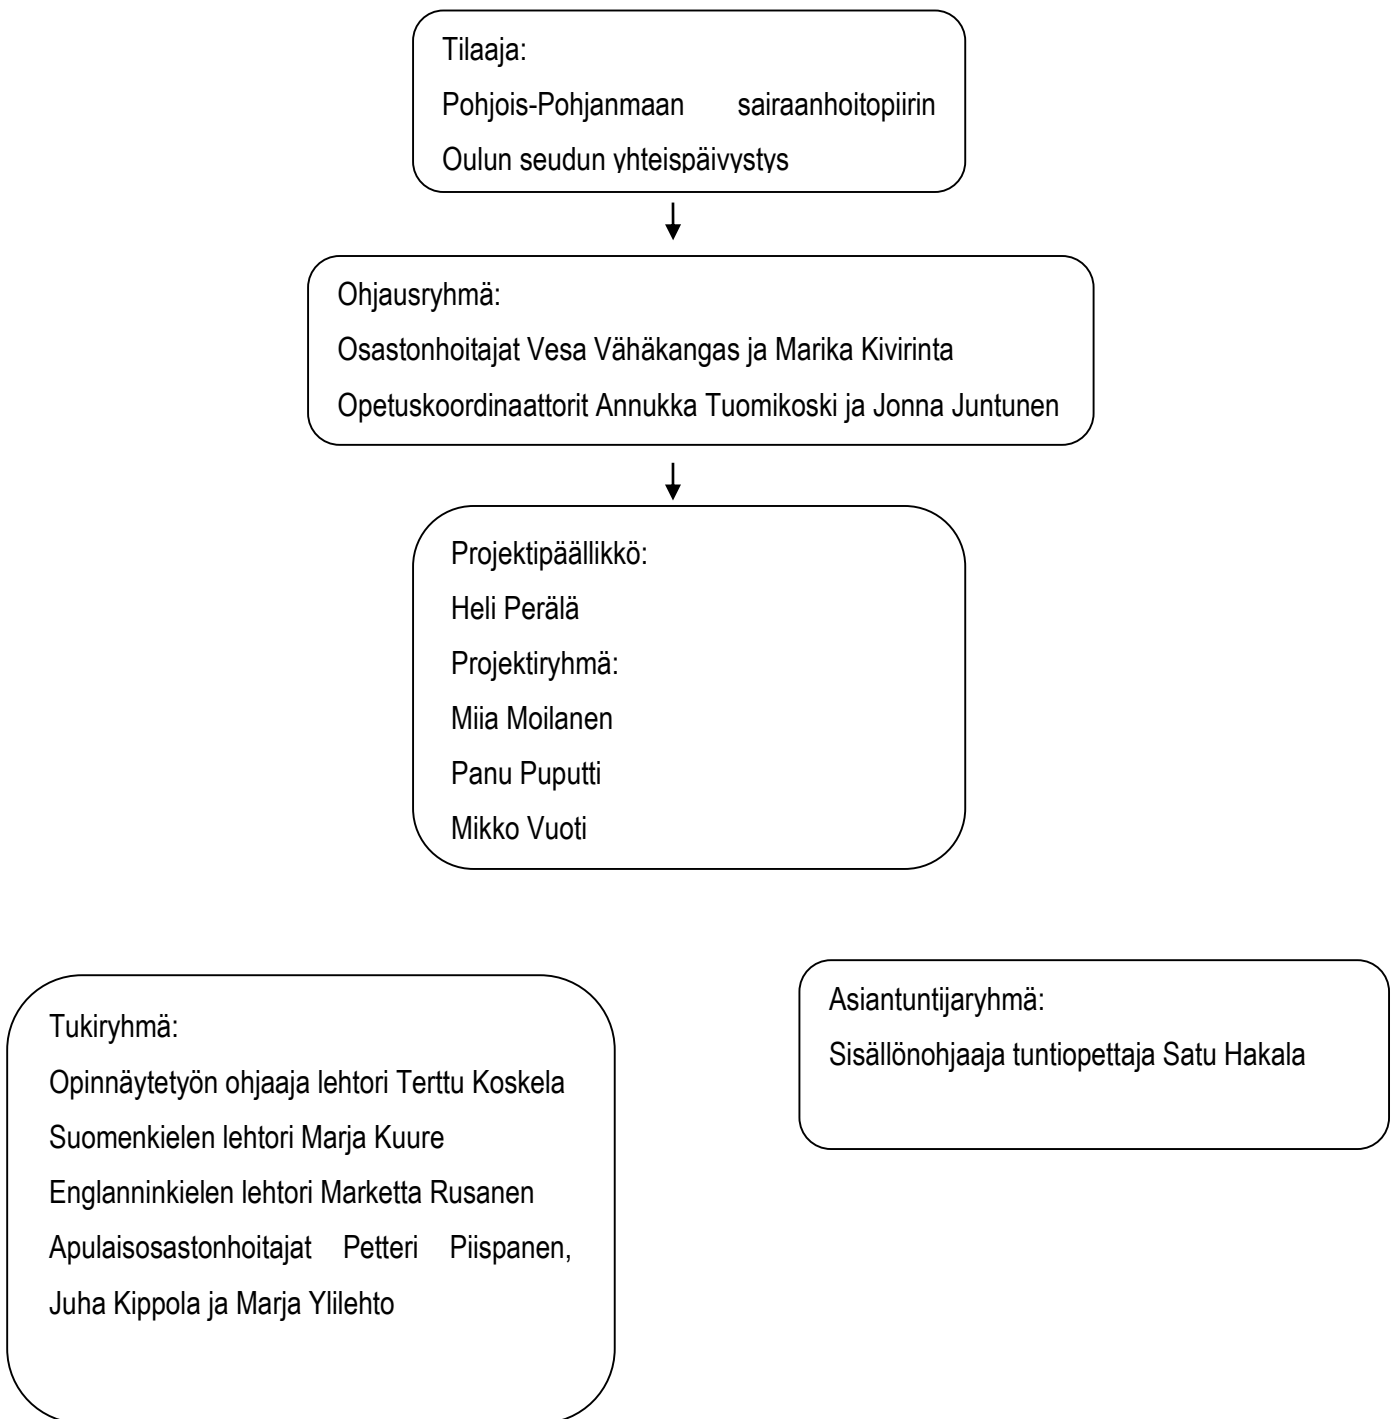 Tilaaja:
Pohjois-Pohjanmaan sairaanhoitopiirin
Oulun seudun yhteispäivystys
Ohjausryhmä:
Osastonhoitajat Vesa Vähäkangas ja Marika Kivirinta
Opetuskoordinaattorit Annukka Tuomikoski ja Jonna Juntunen
Projektipäällikkö:
Heli Perälä
Projektiryhmä:
Miia Moilanen
Panu Puputti
Mikko Vuoti
Tukiryhmä:
Opinnäytetyön ohjaaja lehtori Terttu Koskela
Suomenkielen lehtori Marja Kuure
Englanninkielen lehtori Marketta Rusanen
Apulaisosastonhoitajat Petteri Piispanen,
Juha Kippola ja Marja Ylilehto
Asiantuntijaryhmä:
Sisällönohjaaja tuntiopettaja Satu Hakala